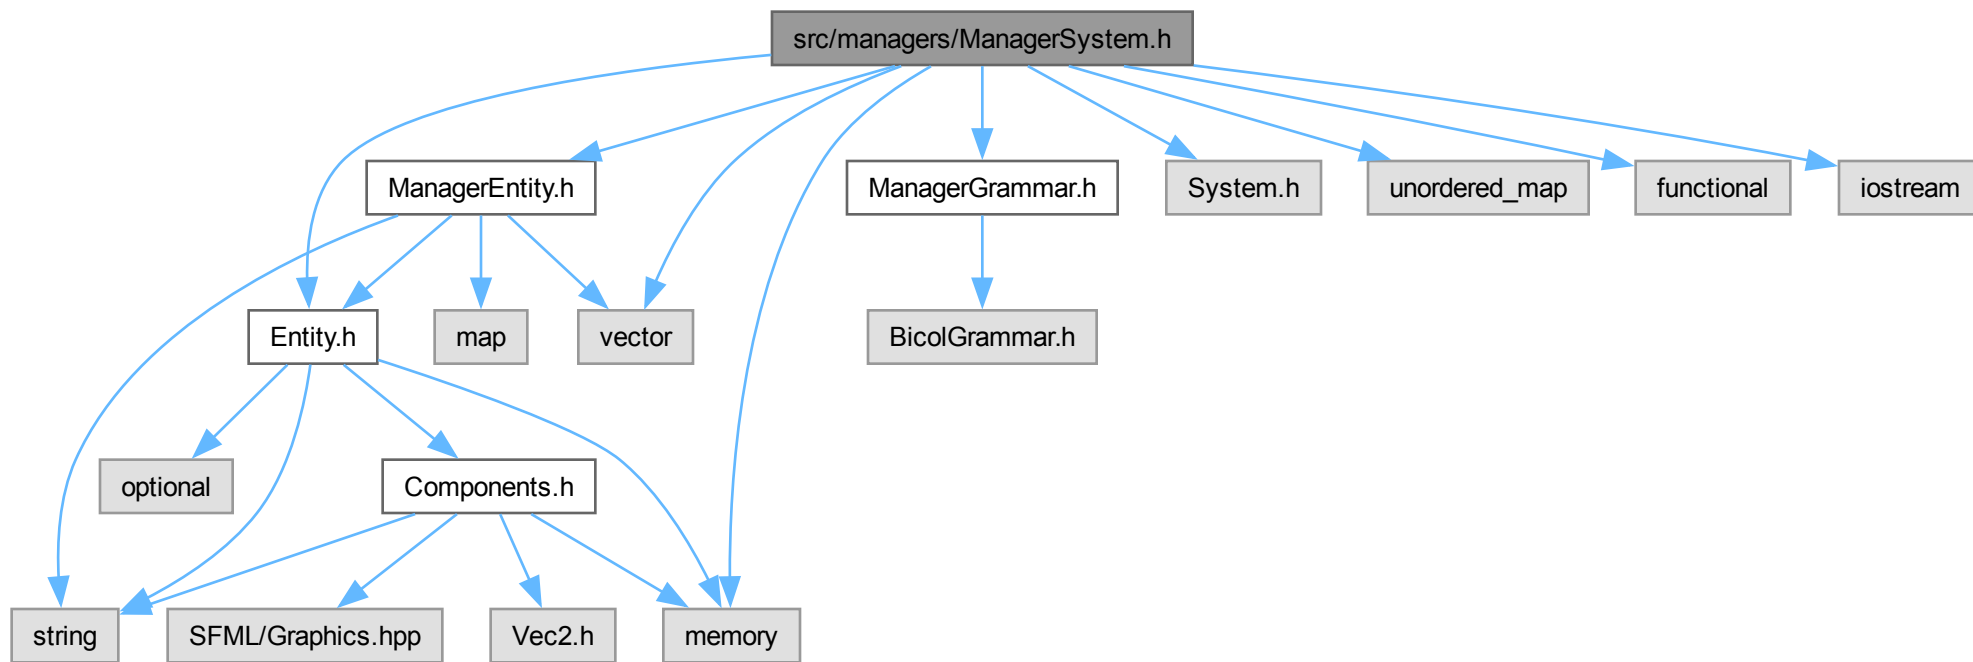 src/managers/ManagerSystem.h
ManagerEntity.h
ManagerGrammar.h
System.h
unordered_map
functional
iostream
Entity.h
map
vector
BicolGrammar.h
optional
Components.h
string
SFML/Graphics.hpp
Vec2.h
memory